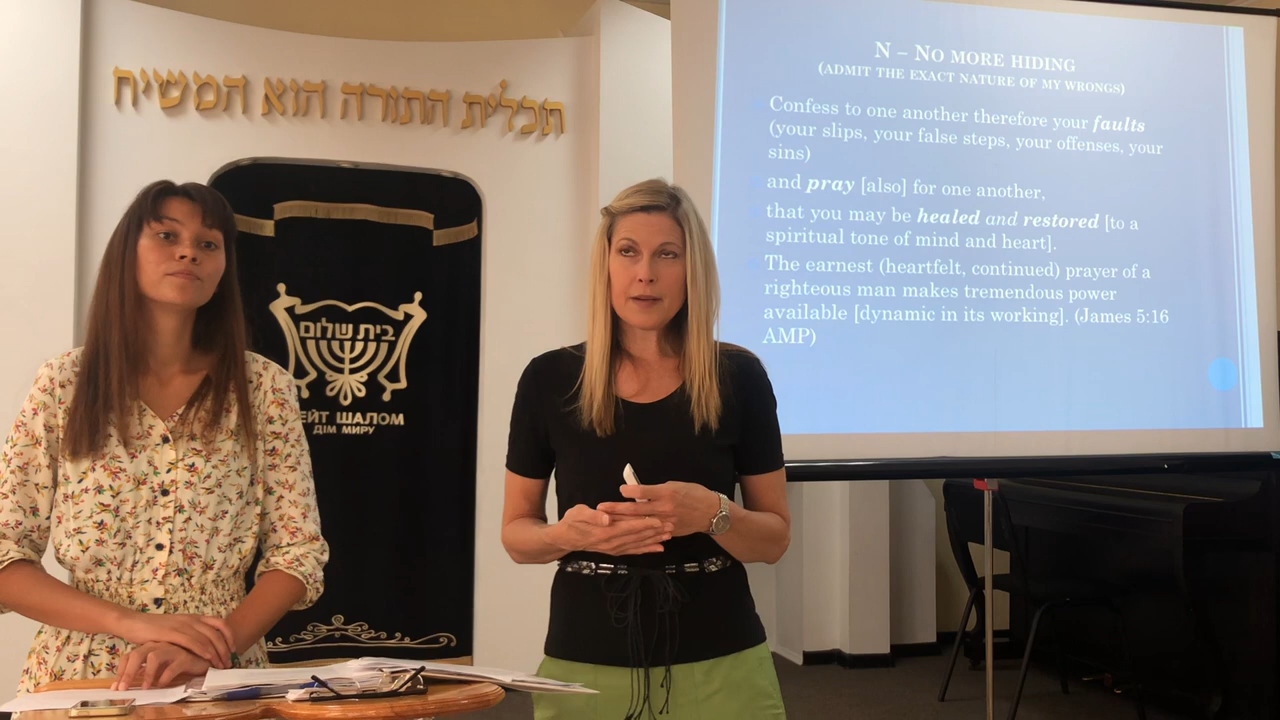 תכלית התורה הוא המשיח
בית שלום
ЕЙТ ШАЛОМ
ДІМ МИРУ
N – NO MORE HIDING
(ADMIT THE EXACT NATURE OF MY WRONGS)
Confess to one another therefore your faults
(your slips, your false steps, your offenses, your
sins)
and pray [also] for one another,
that you may be healed and restored [to a
spiritual tone of mind and heart].
The earnest (heartfelt, continued) prayer of a
righteous man makes tremendous power
available [dynamic in its working]. (James 5:16
AMP)